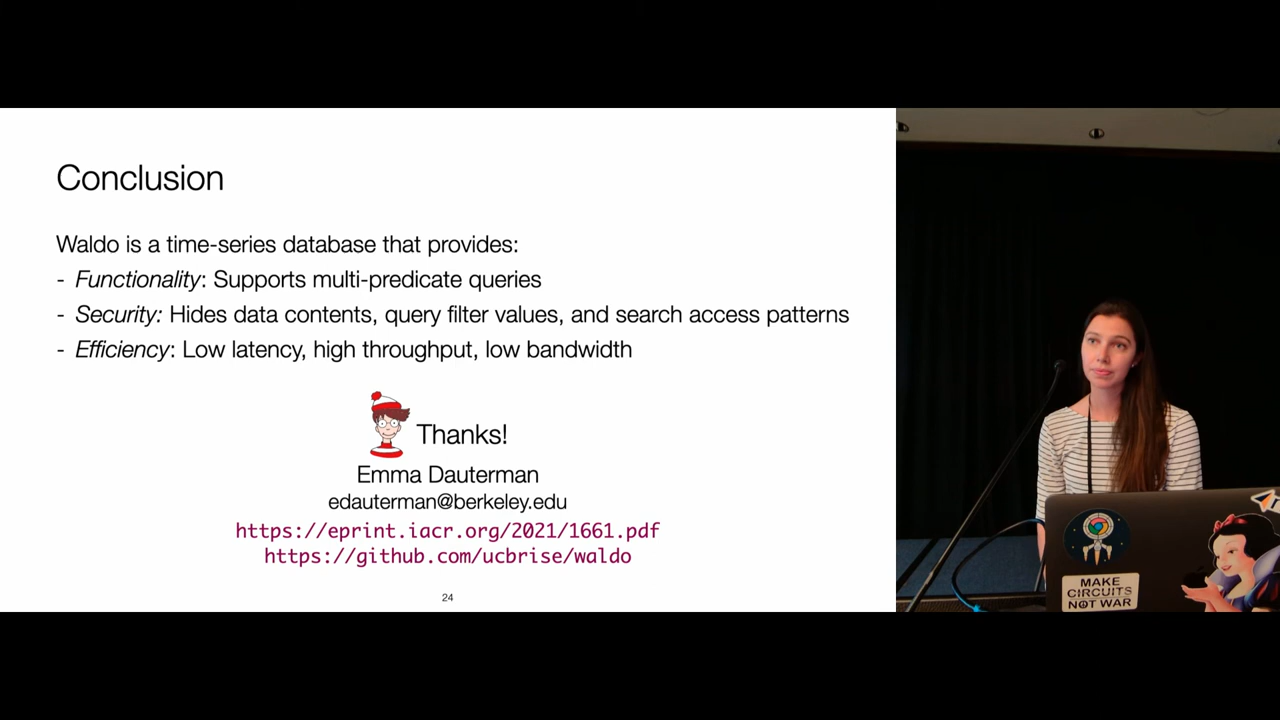 Conclusion
Waldo is a time-series database that provides:
- Functionality: Supports multi-predicate queries
- Security: Hides data contents, query filter values, and search access patterns
- Efficiency: Low latency, high throughput, low bandwidth
Thanks!
Emma Dauterman
edauterman@berkeley.edu
https://eprint.iacr.org/2021/1661.pdf
https://github.com/ucbrise/waldo
24
MAKE
CIRCUITS
NOT WAR